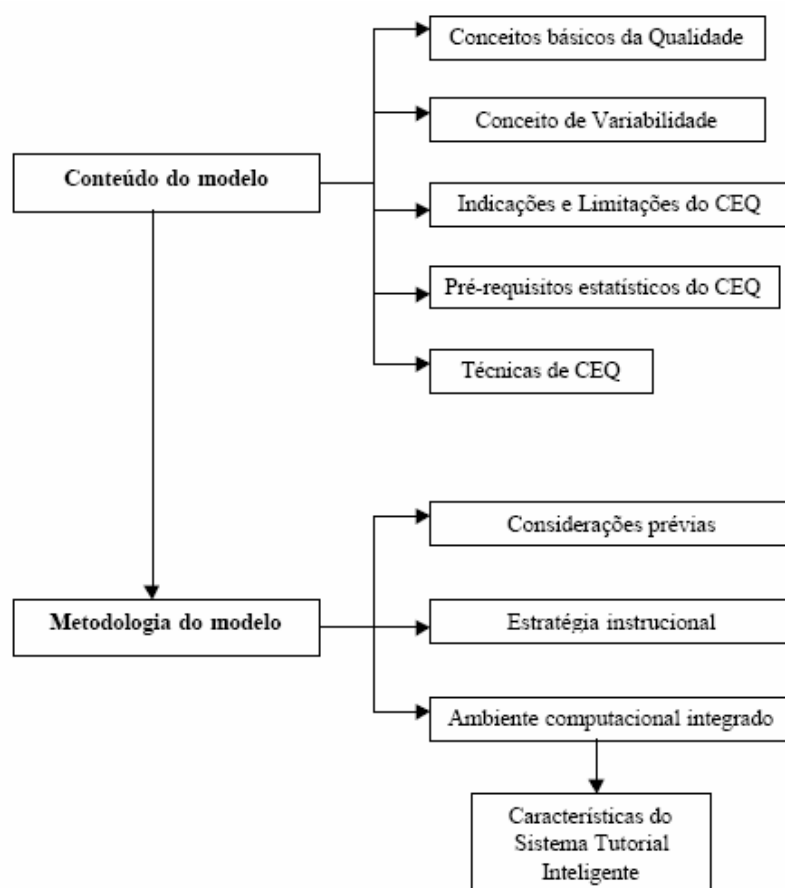 Conceitos básicos da Qualidade
Conceito de Variabilidade
Conteúdo do modelo
Indicações e Limitações do CEQ
Pré-requisitos estatísticos do CEQ
Técnicas de CEQ
Considerações prévias
Metodologia do modelo
Estratégia instrucional
Ambiente computacional integrado
Características do
Sistema Tutorial
Inteligente